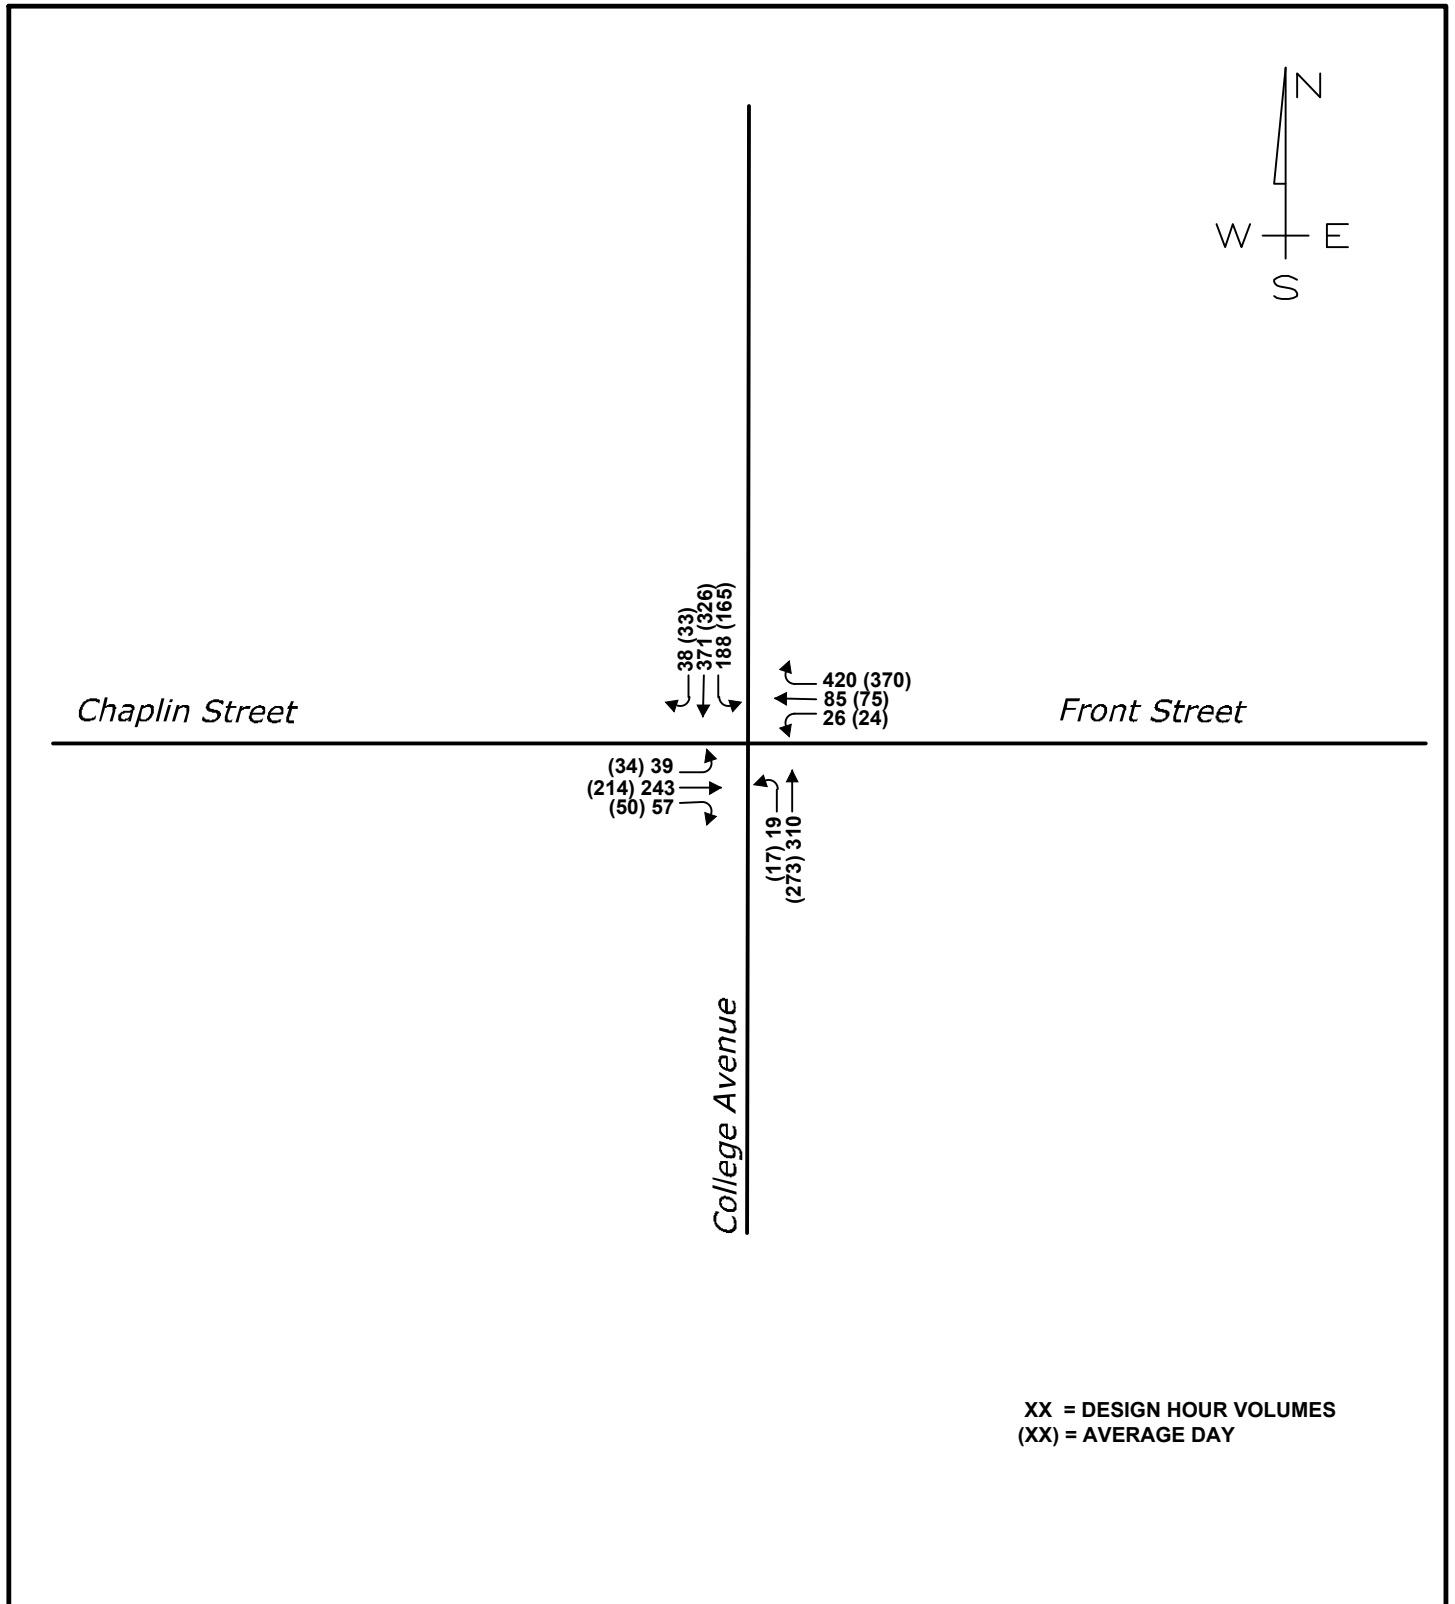 N
W E
S
38 (33)
371 (326)
188 (165)
420 (370)
85 (75)
26 (24)
Chaplin Street
Front Street
(34) 39
(214) 243
(50) 57
(17) 19
(273) 310
College Avenue
XX = DESIGN HOUR VOLUMES
(XX) = AVERAGE DAY